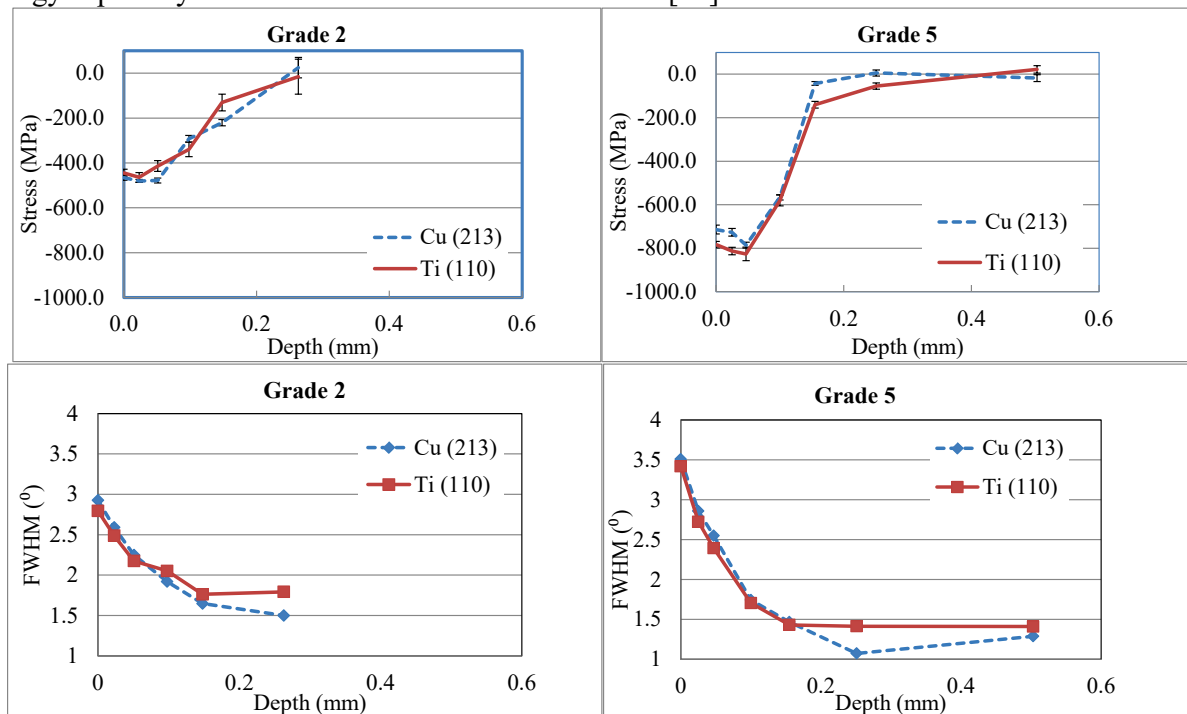 Grade 2
0.0
-200.0
-400.0
-600.0
-800.0
-1000.0
Stress (MPa)
Cu (213)
Ti (110)
0.0 0.2 0.4 0.6
Depth (mm)
Grade 5
0.0
-200.0
-400.0
-600.0
-800.0
-1000.0
Stress (MPa)
Cu (213)
Ti (110)
0.0 0.2 0.4 0.6
Depth (mm)
Grade 2
4
3.5
3
2.5
2
1.5
1
FWHM (⁰)
Cu (213)
Ti (110)
0 0.2 0.4 0.6
Depth (mm)
Grade 5
4
3.5
3
2.5
2
1.5
1
FWHM (⁰)
Cu (213)
Ti (110)
0 0.2 0.4 0.6
Depth (mm)